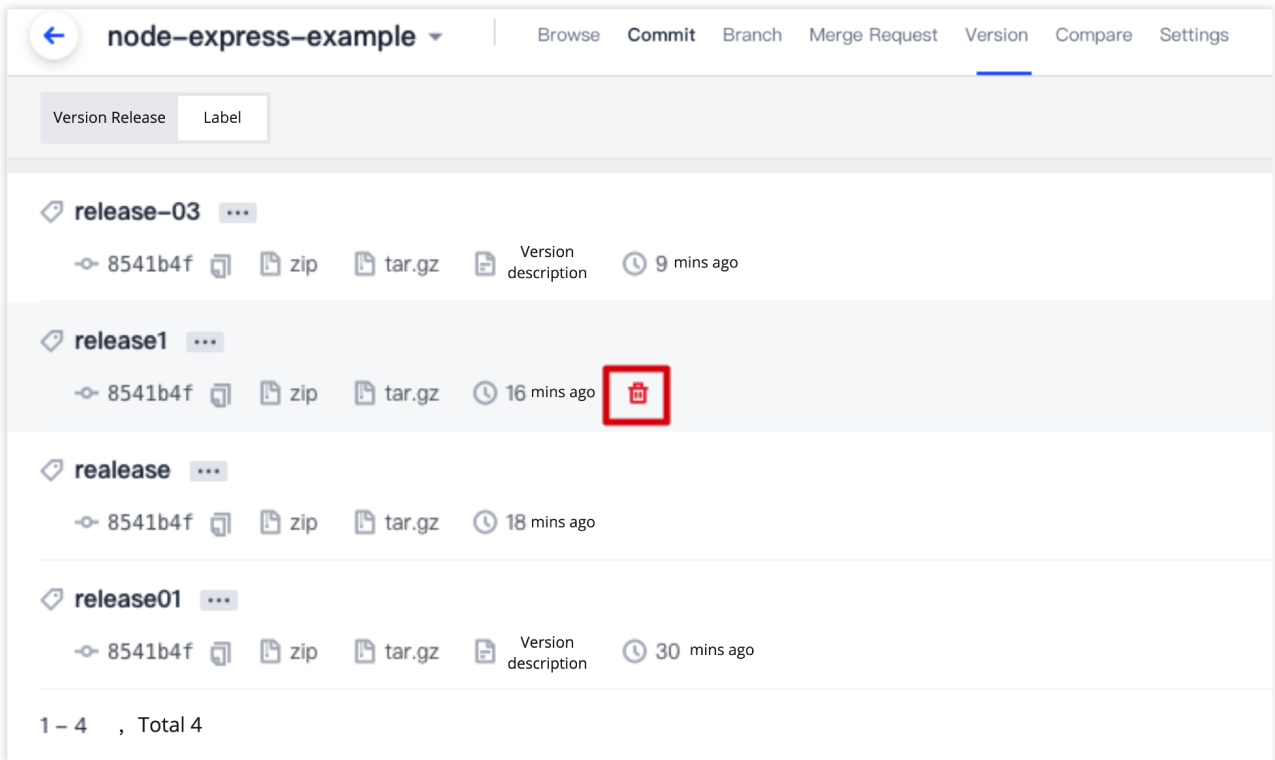 node-express-example
Browse Commit Branch Merge Request Version Compare Settings
Version Release Label
release-03 ...
8541b4f zip tar.gz Version description 9 mins ago
release1 ...
8541b4f zip tar.gz 16 mins ago
realease ...
8541b4f zip tar.gz 18 mins ago
release01 ...
8541b4f zip tar.gz Version description 30 mins ago
1 - 4 , Total 4